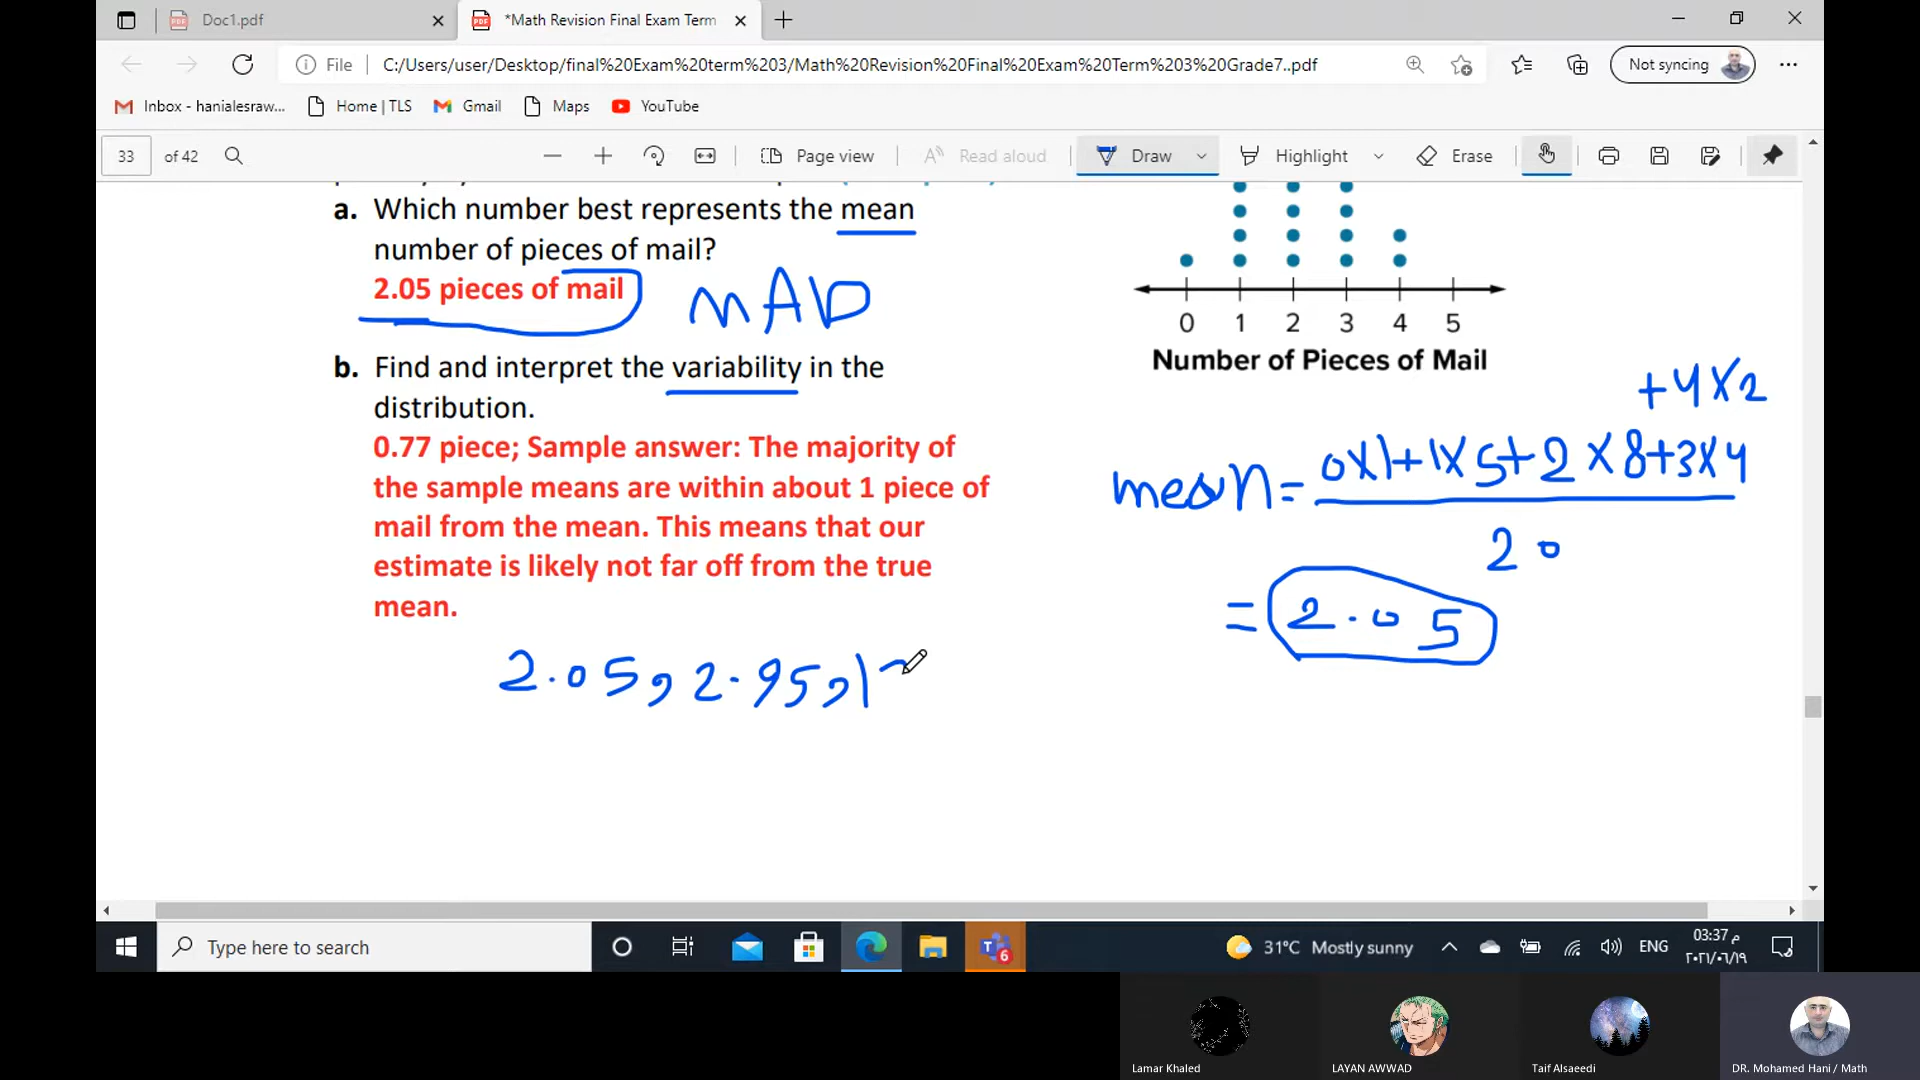 Doc1.pdf
*Math Revision Final Exam Term
File
C:/Users/user/Desktop/final%20Exam%20term%203/Math%20Revision%20Final%20Exam%20Term%203%20Grade7..pdf
Not syncing
Inbox - hanialesraw...
Home | TLS
Gmail
Maps
YouTube
33 of 42
Page view
Read aloud
Draw
Highlight
Erase
a. Which number best represents the mean
number of pieces of mail?
2.05 pieces of mail
MAD
0 1 2 3 4 5
Number of Pieces of Mail
b. Find and interpret the variability in the
distribution.
0.77 piece; Sample answer: The majority of
the sample means are within about 1 piece of
mail from the mean. This means that our
estimate is likely not far off from the true
mean.
+4x2
mean= 0x1+1x5+2x8+3x4
20
= 2.05
2.05, 2.95, 1
Type here to search
6
31°C Mostly sunny
ENG
03:37 م
٢٠٢١/٠٦/١٩
Lamar Khaled
LAYAN AWWAD
Taif Alsaeedi
DR. Mohamed Hani / Math